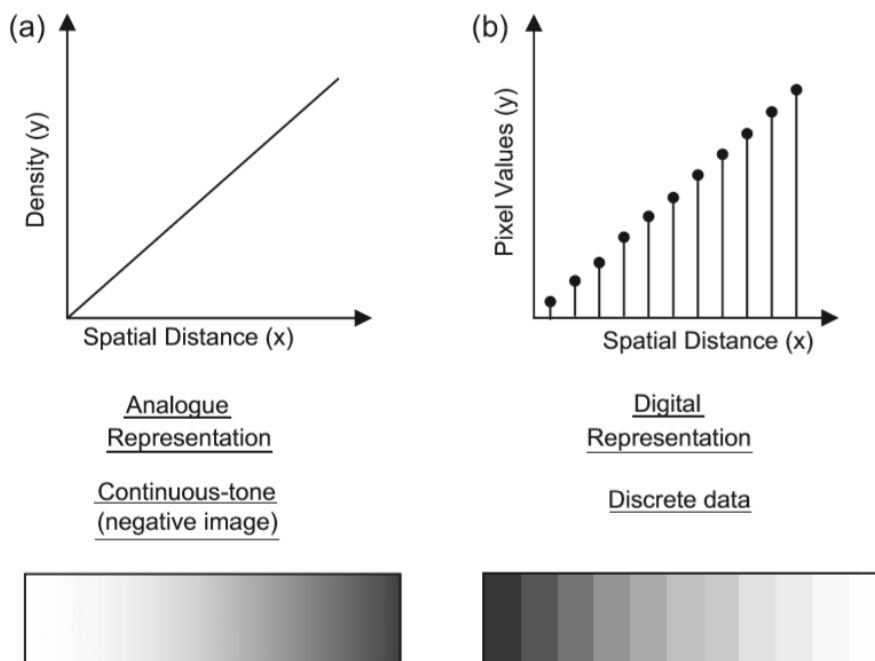 (a)
Density (y)
Spatial Distance (x)
Analogue
Representation
Continuous-tone
(negative image)
(b)
Pixel Values (y)
Spatial Distance (x)
Digital
Representation
Discrete data